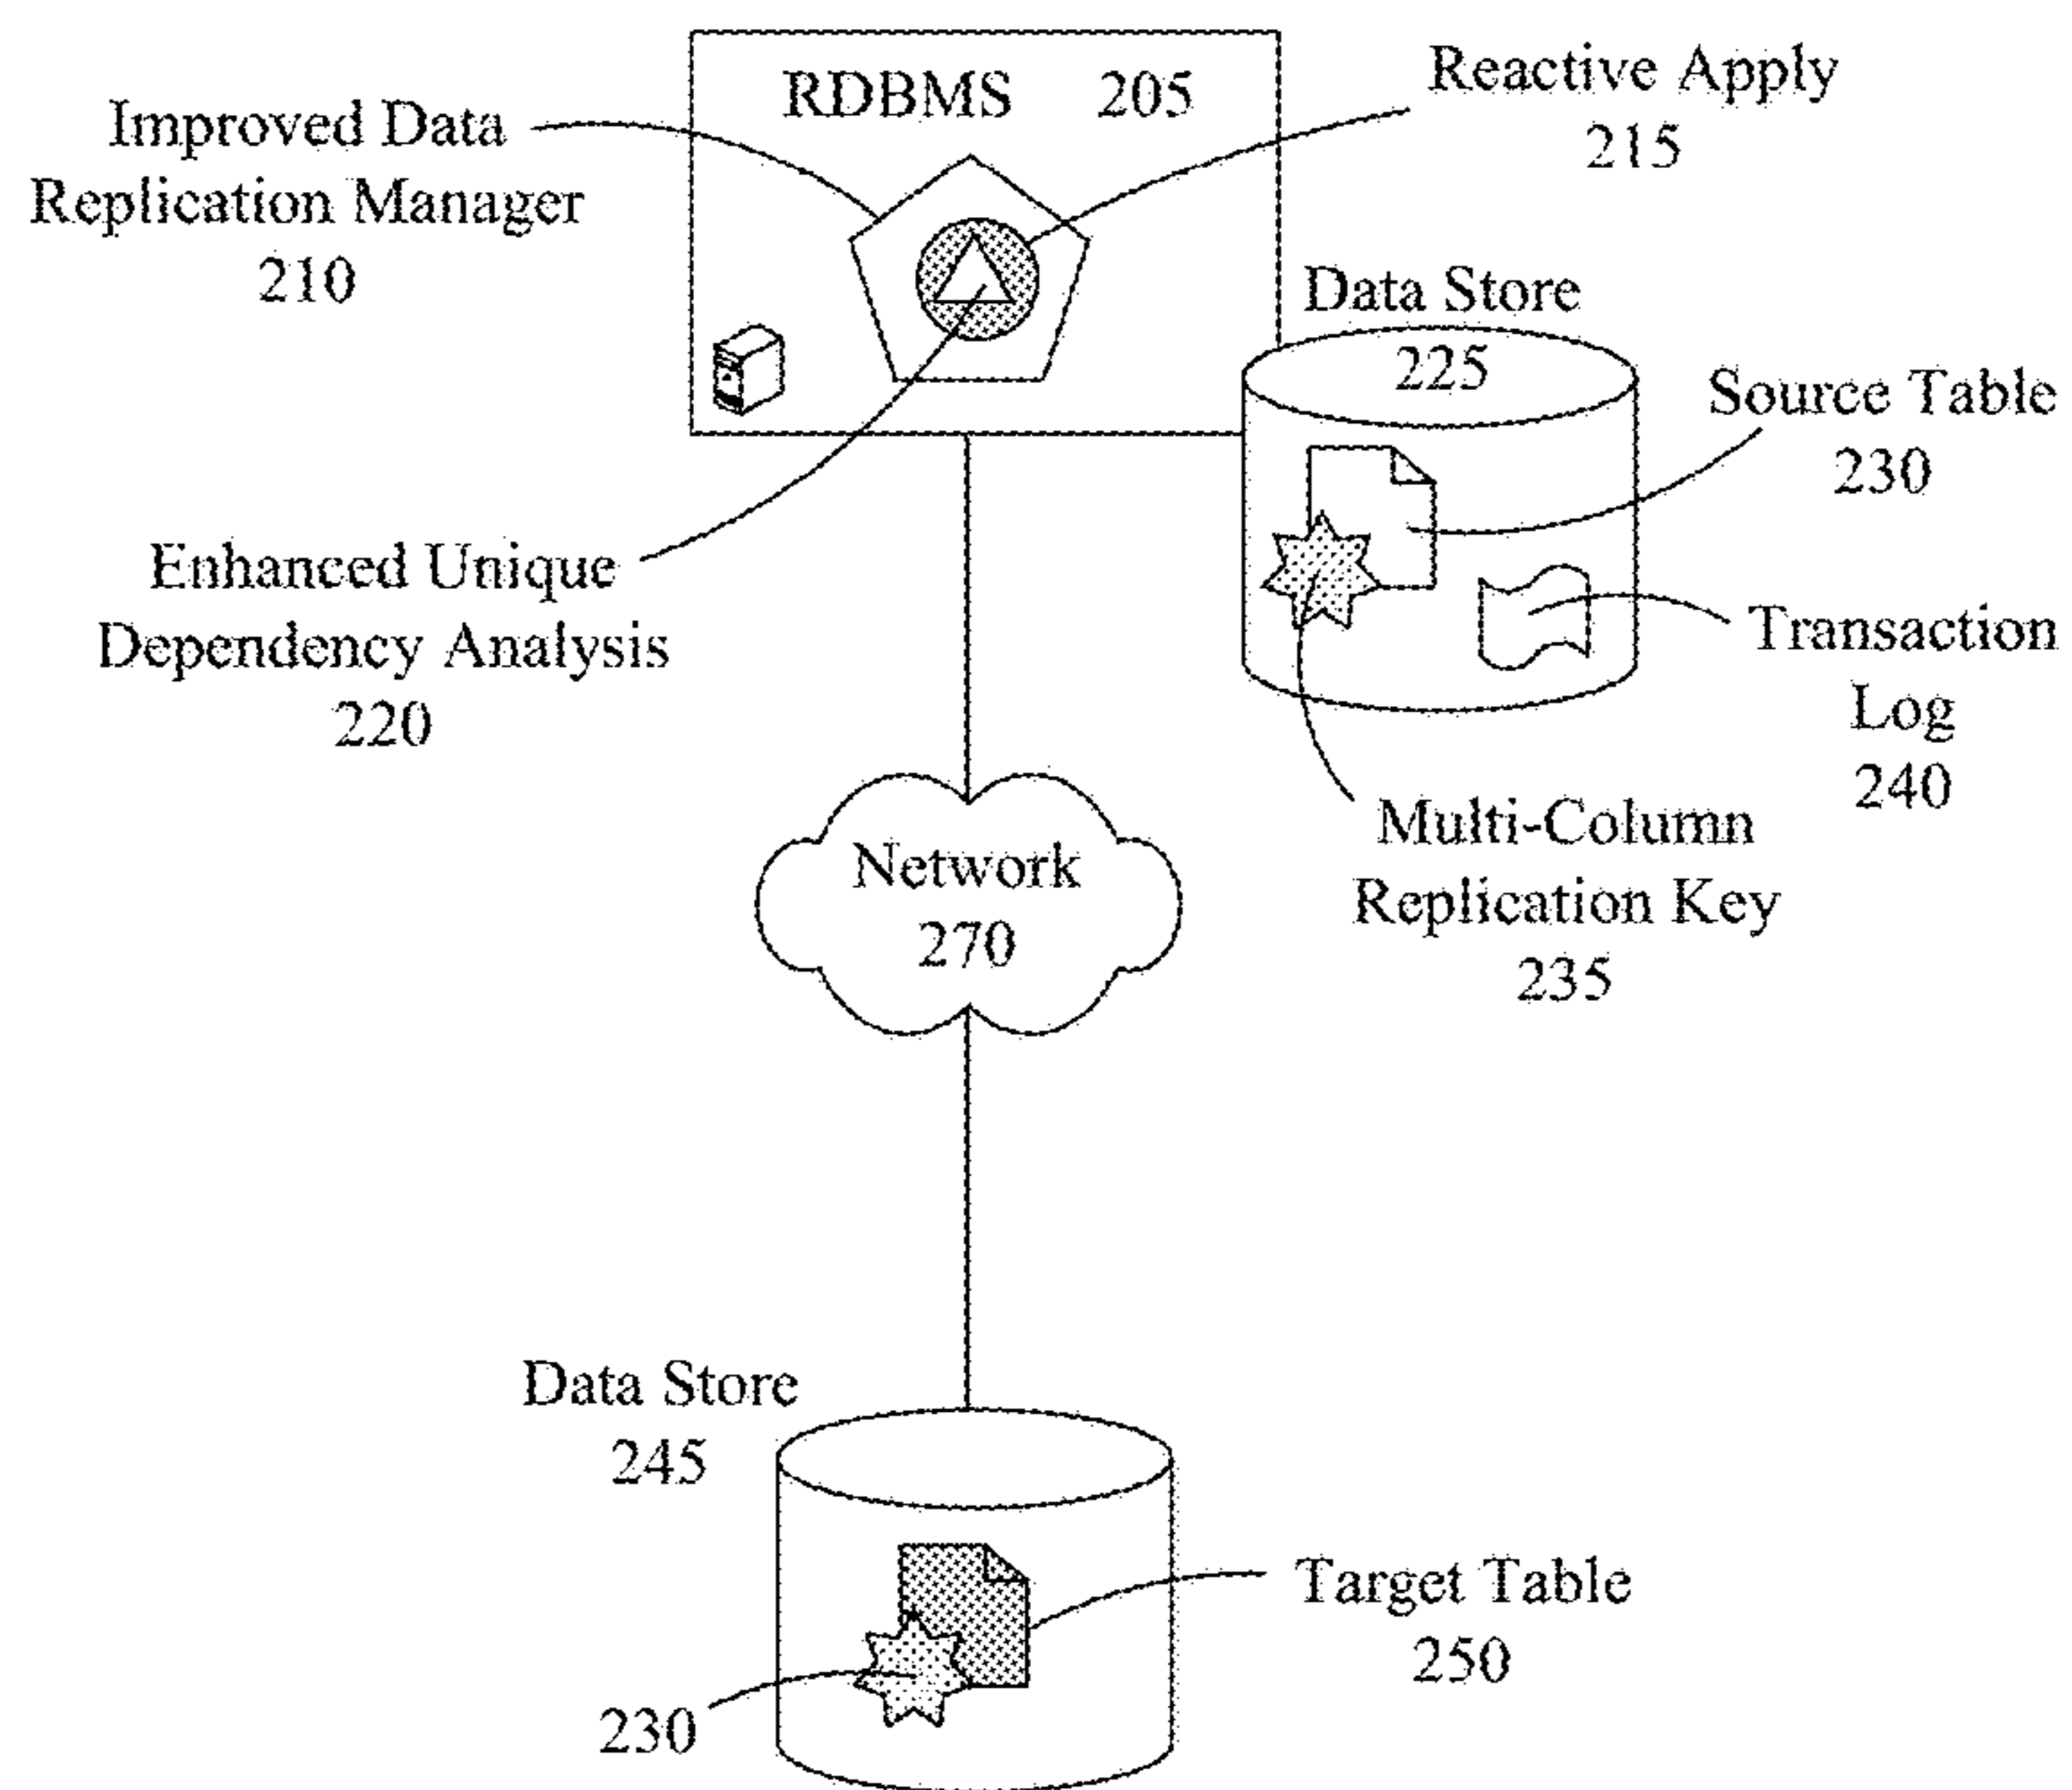 RDBMS 205
Reactive Apply
215
Improved Data
Replication Manager
210
Data Store
225
Source Table
230
Enhanced Unique
Dependency Analysis
220
Transaction
Log
240
Multi-Column
Replication Key
235
Network
270
Data Store
245
Target Table
250
230